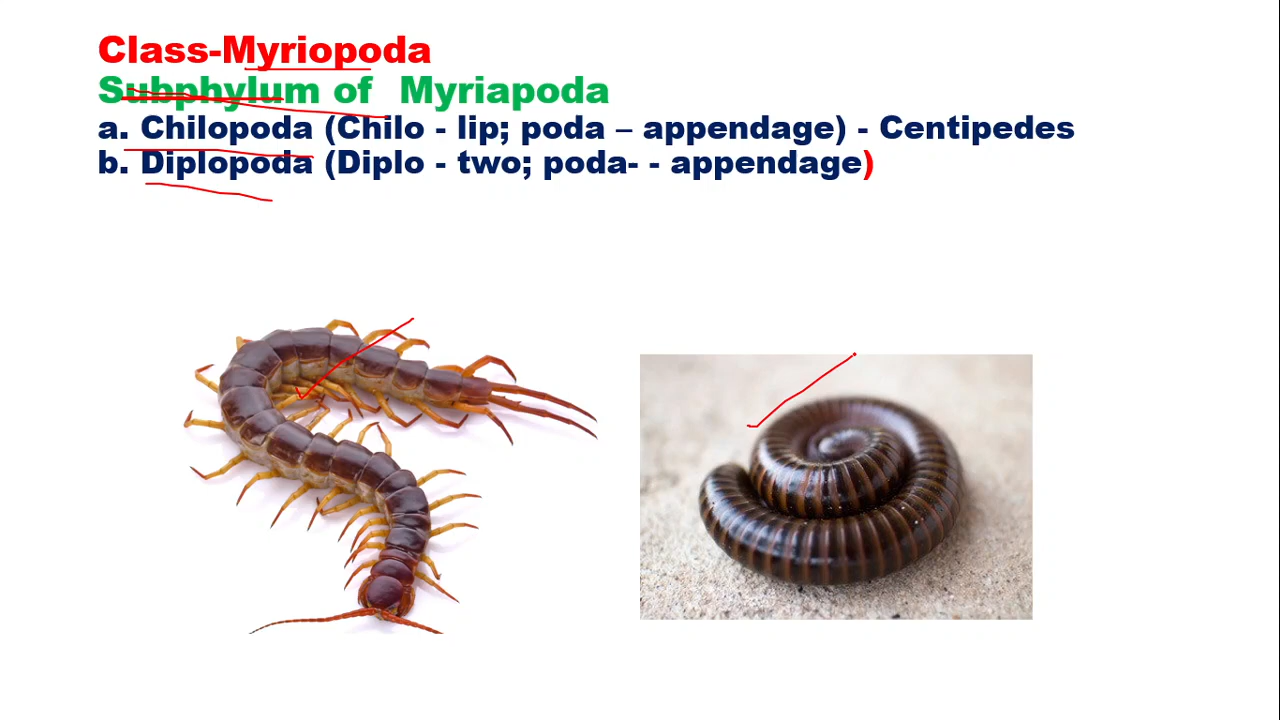 Class-Myriopoda
Subphylum of  Myriapoda
a. Chilopoda (Chilo - lip; poda – appendage) - Centipedes
b. Diplopoda (Diplo - two; poda- - appendage)